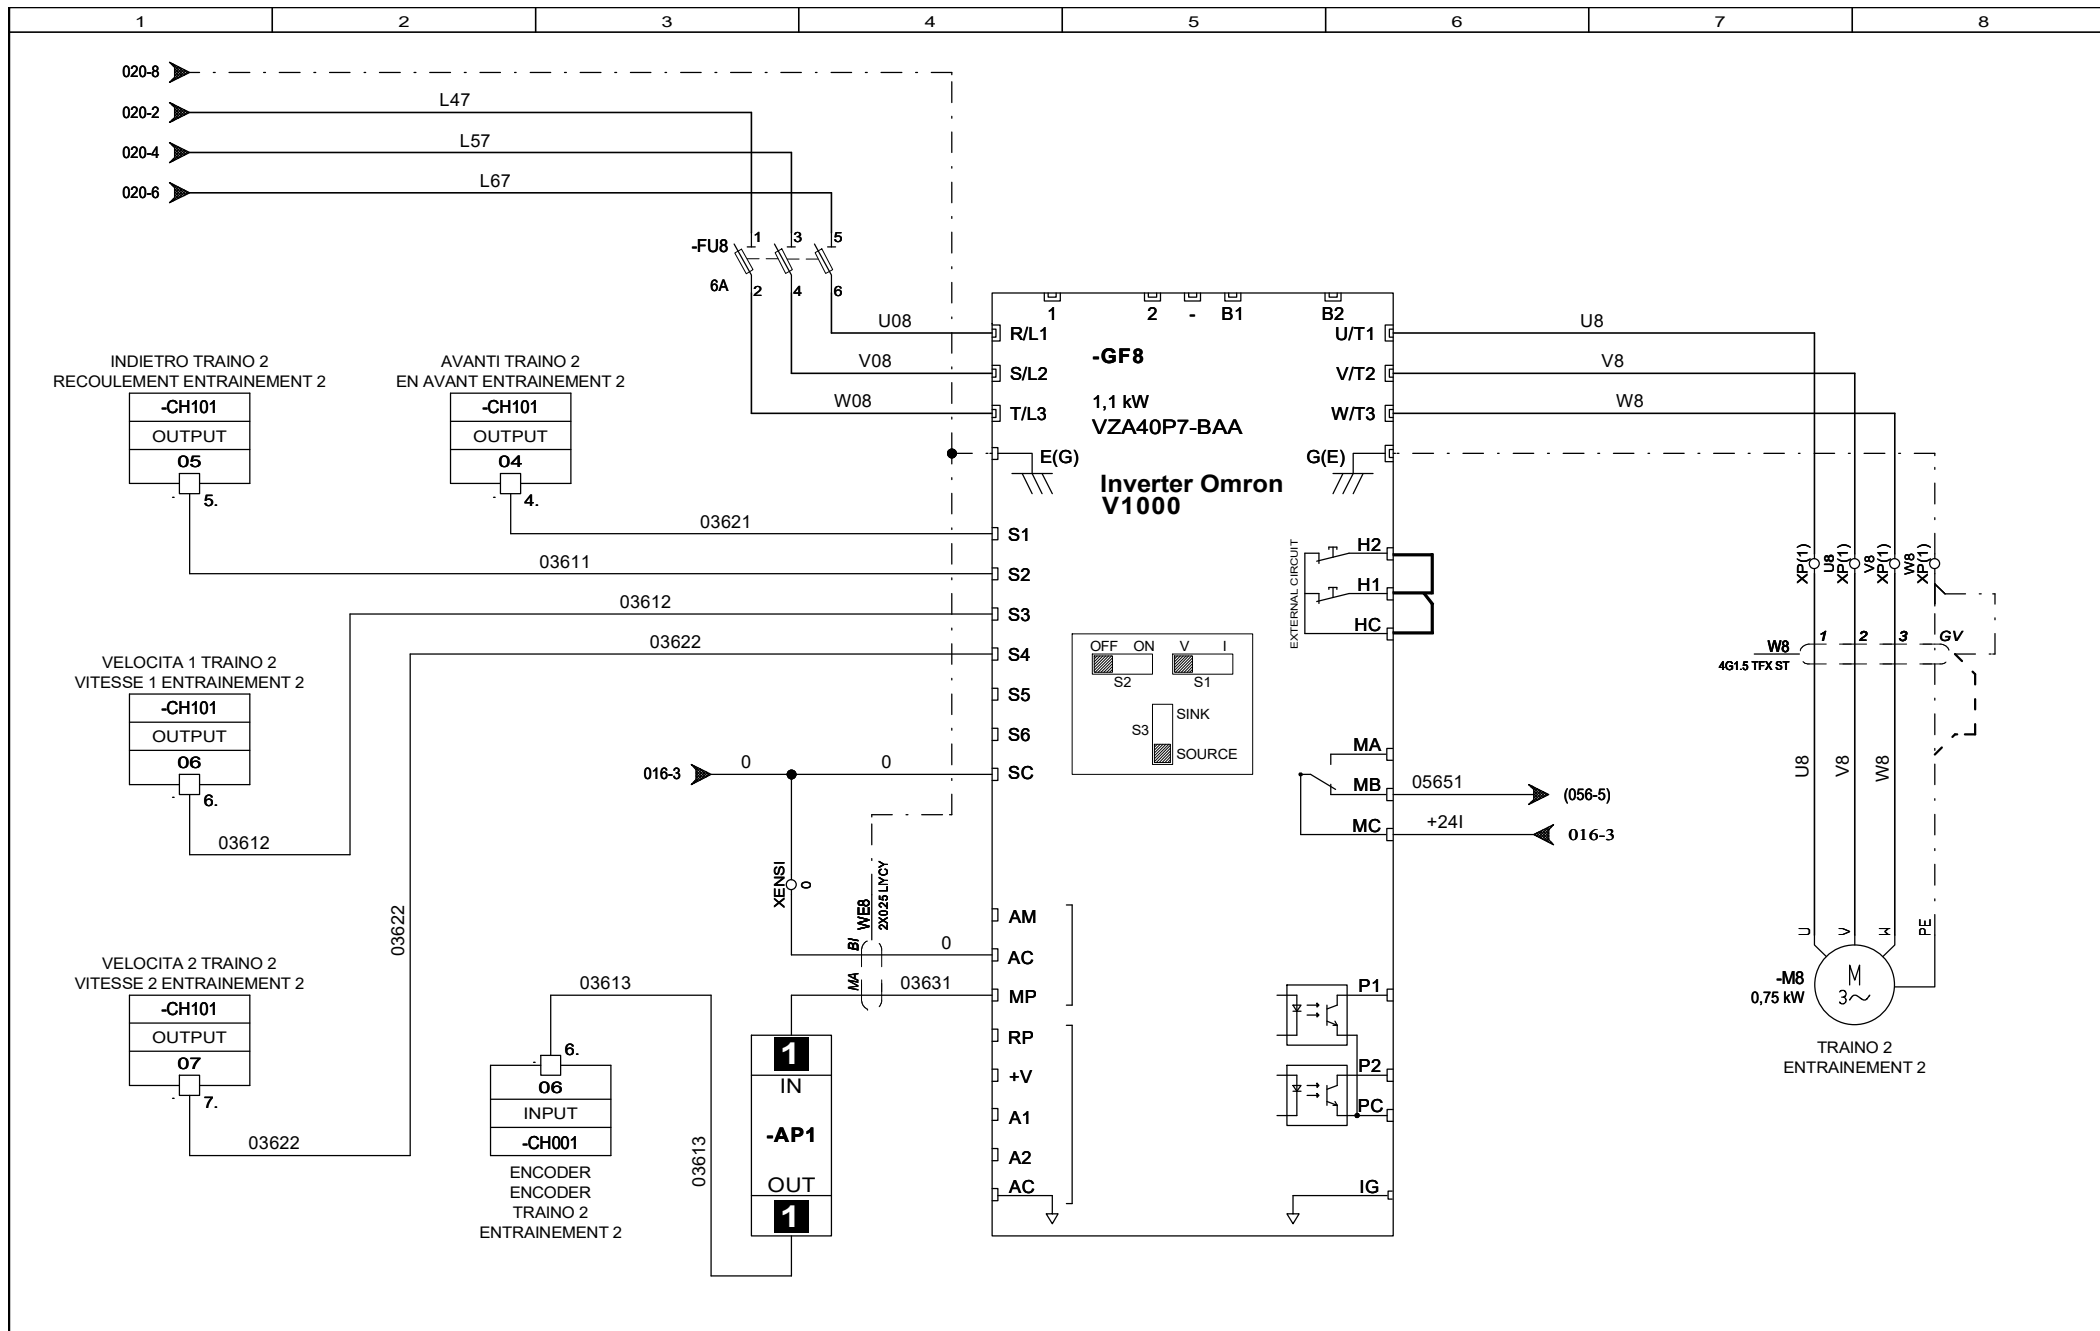 1 2 3 4 5 6 7 8
020-8
020-2 L47
020-4 L57
020-6 L67
-FU8 1 3 5
6A 2 4 6
U08
V08
W08
INDIETRO TRAINO 2
RECOULEMENT ENTRAINEMENT 2
-CH101
OUTPUT
05
5.
AVANTI TRAINO 2
EN AVANT ENTRAINEMENT 2
-CH101
OUTPUT
04
4.
03621
03611
03612
03622
VELOCITA 1 TRAINO 2
VITESSE 1 ENTRAINEMENT 2
-CH101
OUTPUT
06
6.
03612
03622
VELOCITA 2 TRAINO 2
VITESSE 2 ENTRAINEMENT 2
-CH101
OUTPUT
07
7.
03622
016-3 0 0
XENSI 0
WE8
2X0.25 LIYCY
BI 0
MA 03631
03613
6.
06
INPUT
-CH001
ENCODER
ENCODER
TRAINO 2
ENTRAINEMENT 2
03613
1
IN
-AP1
OUT
1
1 2 - B1 B2
R/L1
S/L2
T/L3
E(G)
S1
S2
S3
S4
S5
S6
SC
AM
AC
MP
RP
+V
A1
A2
AC
-GF8
1,1 kW
VZA40P7-BAA
Inverter Omron
V1000
OFF ON V I
S2 S1
SINK
S3
SOURCE
U/T1
V/T2
W/T3
G(E)
EXTERNAL CIRCUIT
H2
H1
HC
MA
MB
MC
P1
P2
PC
IG
U8
V8
W8
05651 (056-5)
+24I 016-3
XP(1) U8 XP(1) V8 XP(1) W8 XP(1)
W8 1 2 3 GV
4G1.5 TFX ST
U8 V8 W8
U V W PE
-M8
0,75 kW
M
3~
TRAINO 2
ENTRAINEMENT 2